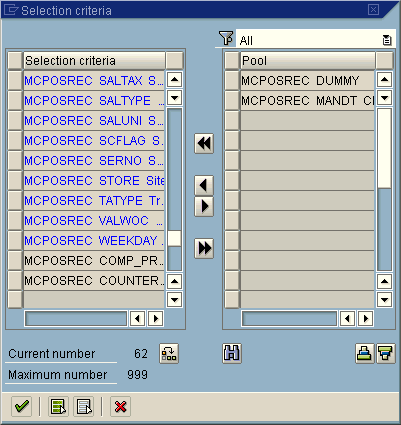 Selection criteria
All
Selection criteria
Pool
MCPOSREC SALTAX S...
MCPOSREC SALTYPE ...
MCPOSREC SALUNI S...
MCPOSREC SCFLAG S...
MCPOSREC SERNO S...
MCPOSREC STORE Site
MCPOSREC TATYPE Tr...
MCPOSREC VALWOC ...
MCPOSREC WEEKDAY ...
MCPOSREC COMP_PR...
MCPOSREC COUNTER...
MCPOSREC DUMMY
MCPOSREC MANDT Cl
Current number 62
Maximum number 999